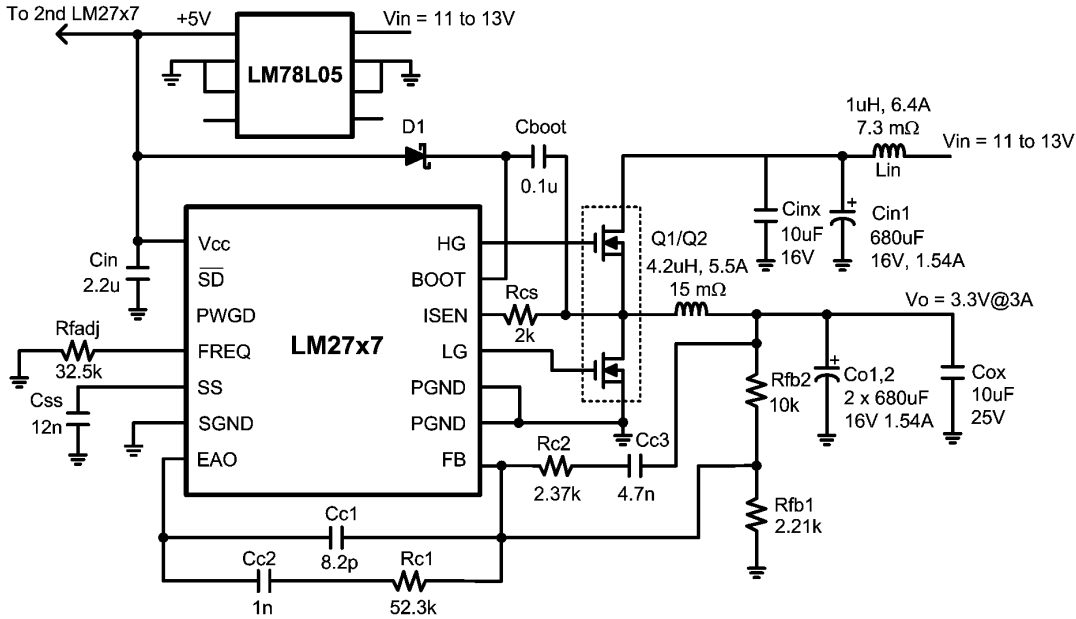 To 2nd LM27x7
+5V
Vin = 11 to 13V
LM78L05
D1
Cboot
0.1u
1uH, 6.4A
7.3 mΩ
Lin
Vin = 11 to 13V
Cinx
10uF
16V
+
Cin1
680uF
16V, 1.54A
Cin
2.2u
Vcc
SD
PWGD
FREQ
SS
SGND
EAO
LM27x7
HG
BOOT
ISEN
LG
PGND
PGND
FB
Rfadj
32.5k
Css
12n
Rcs
2k
Q1/Q2
4.2uH, 5.5A
15 mΩ
Vo = 3.3V@3A
Rfb2
10k
+
Co1,2
2 x 680uF
16V 1.54A
Cox
10uF
25V
Rc2
2.37k
Cc3
4.7n
Rfb1
2.21k
Cc1
8.2p
Cc2
1n
Rc1
52.3k